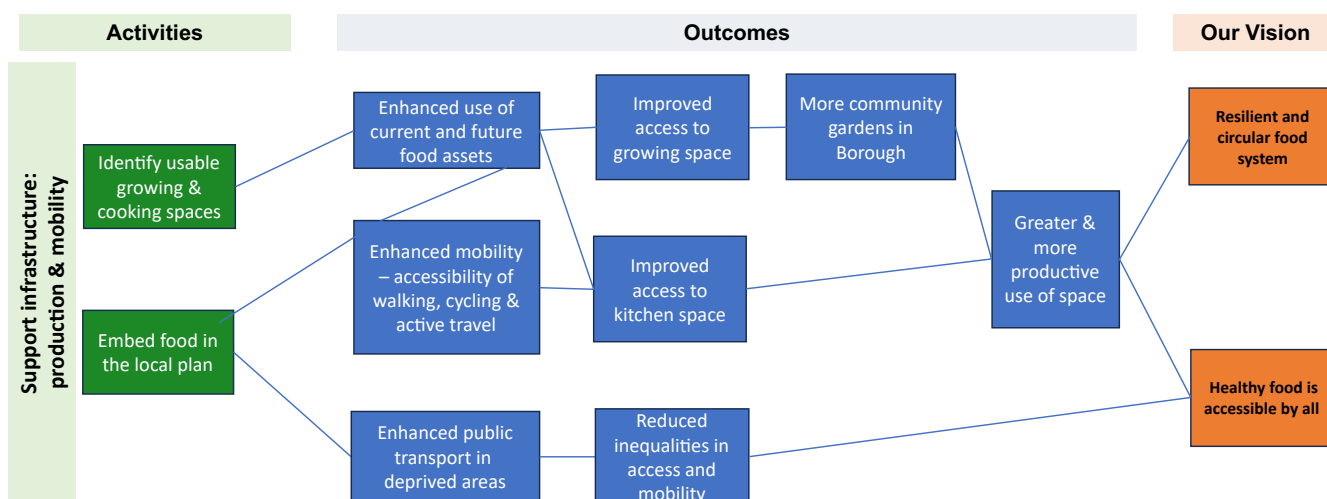 Activities
Outcomes
Our Vision
Support infrastructure:
production & mobility
Identify usable
growing &
cooking spaces
Embed food in
the local plan
Enhanced use of
current and future
food assets
Enhanced mobility
– accessibility of
walking, cycling &
active travel
Enhanced public
transport in
deprived areas
Improved
access to
growing space
Improved
access to
kitchen space
Reduced
inequalities in
access and
mobility
More community
gardens in
Borough
Greater &
more
productive
use of space
Resilient and
circular food
system
Healthy food is
accessible by all